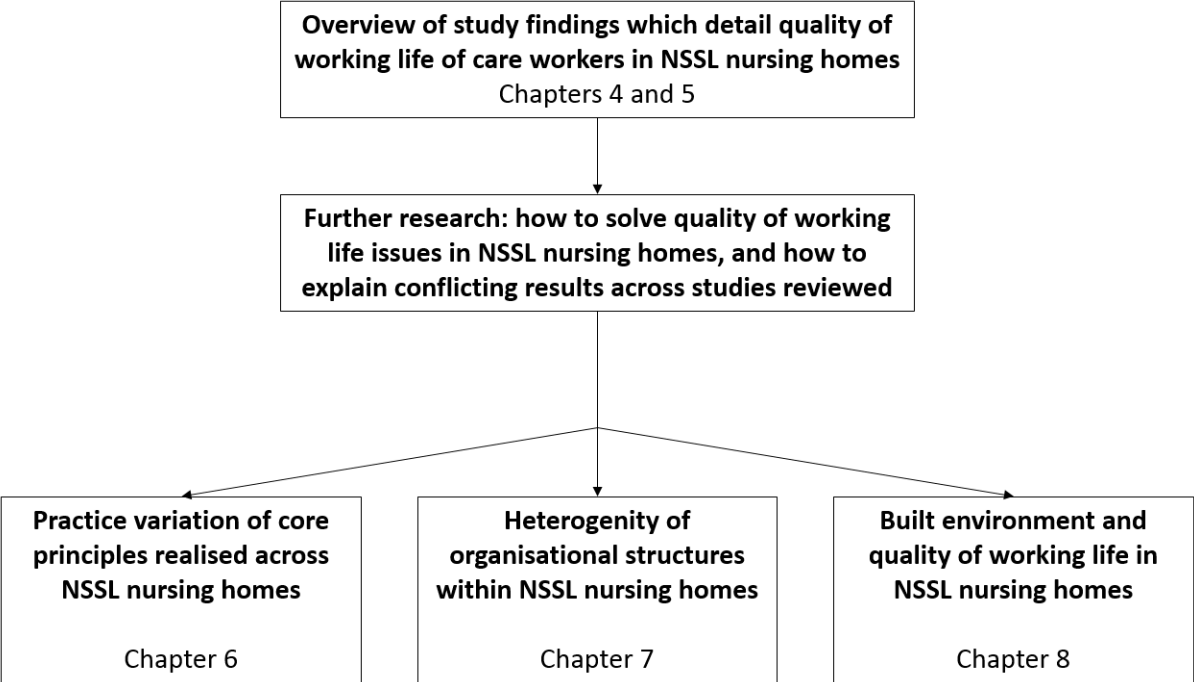 Overview of study findings which detail quality of
working life of care workers in NSSL nursing homes
Chapters 4 and 5
Further research: how to solve quality of working
life issues in NSSL nursing homes, and how to
explain conflicting results across studies reviewed
Practice variation of core
principles realised across
NSSL nursing homes
Chapter 6
Heterogenity of
organisational structures
within NSSL nursing homes
Chapter 7
Built environment and
quality of working life in
NSSL nursing homes
Chapter 8